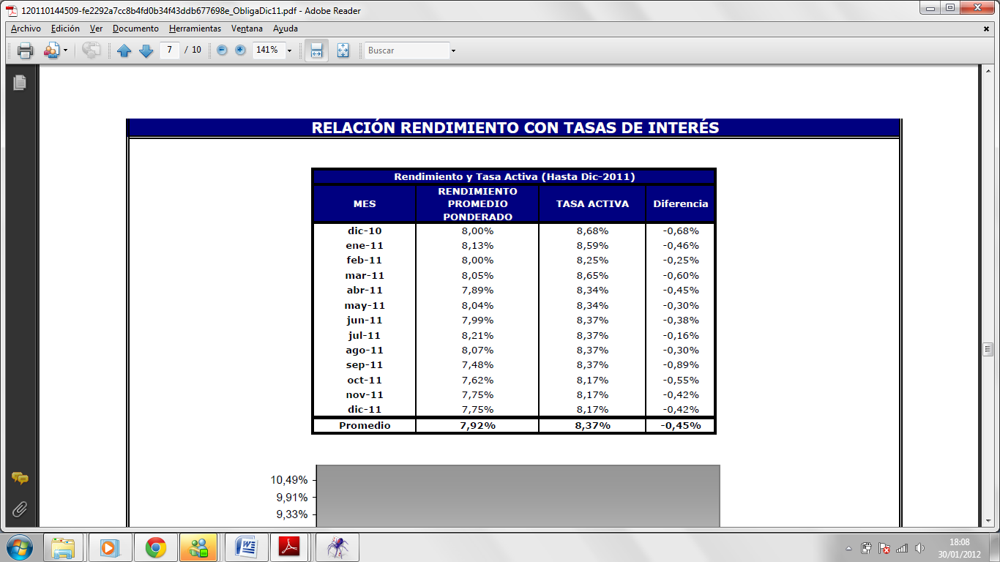 120110144509-fe2292a7cc8b4fd0b34f43ddb677698e_ObligaDic11.pdf - Adobe Reader
Archivo Edición Ver Documento Herramientas Ventana Ayuda
7 / 10 141% Buscar
RELACIÓN RENDIMIENTO CON TASAS DE INTERÉS
Rendimiento y Tasa Activa (Hasta Dic-2011)
MES RENDIMIENTO PROMEDIO PONDERADO TASA ACTIVA Diferencia
dic-10 8,00% 8,68% -0,68%
ene-11 8,13% 8,59% -0,46%
feb-11 8,00% 8,25% -0,25%
mar-11 8,05% 8,65% -0,60%
abr-11 7,89% 8,34% -0,45%
may-11 8,04% 8,34% -0,30%
jun-11 7,99% 8,37% -0,38%
jul-11 8,21% 8,37% -0,16%
ago-11 8,07% 8,37% -0,30%
sep-11 7,48% 8,37% -0,89%
oct-11 7,62% 8,17% -0,55%
nov-11 7,75% 8,17% -0,42%
dic-11 7,75% 8,17% -0,42%
Promedio 7,92% 8,37% -0,45%
10,49%
9,91%
9,33%
18:08
30/01/2012